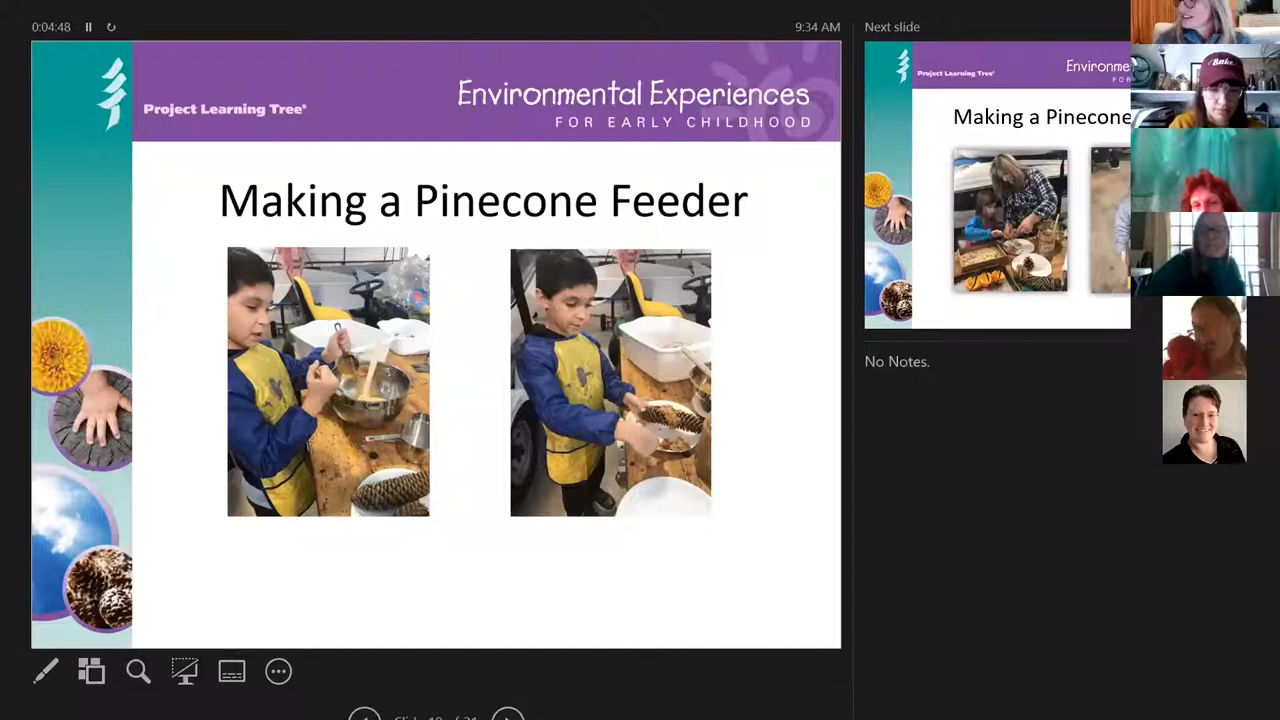 0:04:48
9:34 AM
Project Learning Tree®
Environmental Experiences
FOR EARLY CHILDHOOD
Making a Pinecone Feeder
Next slide
Project Learning Tree®
Making a Pinecone
No Notes.